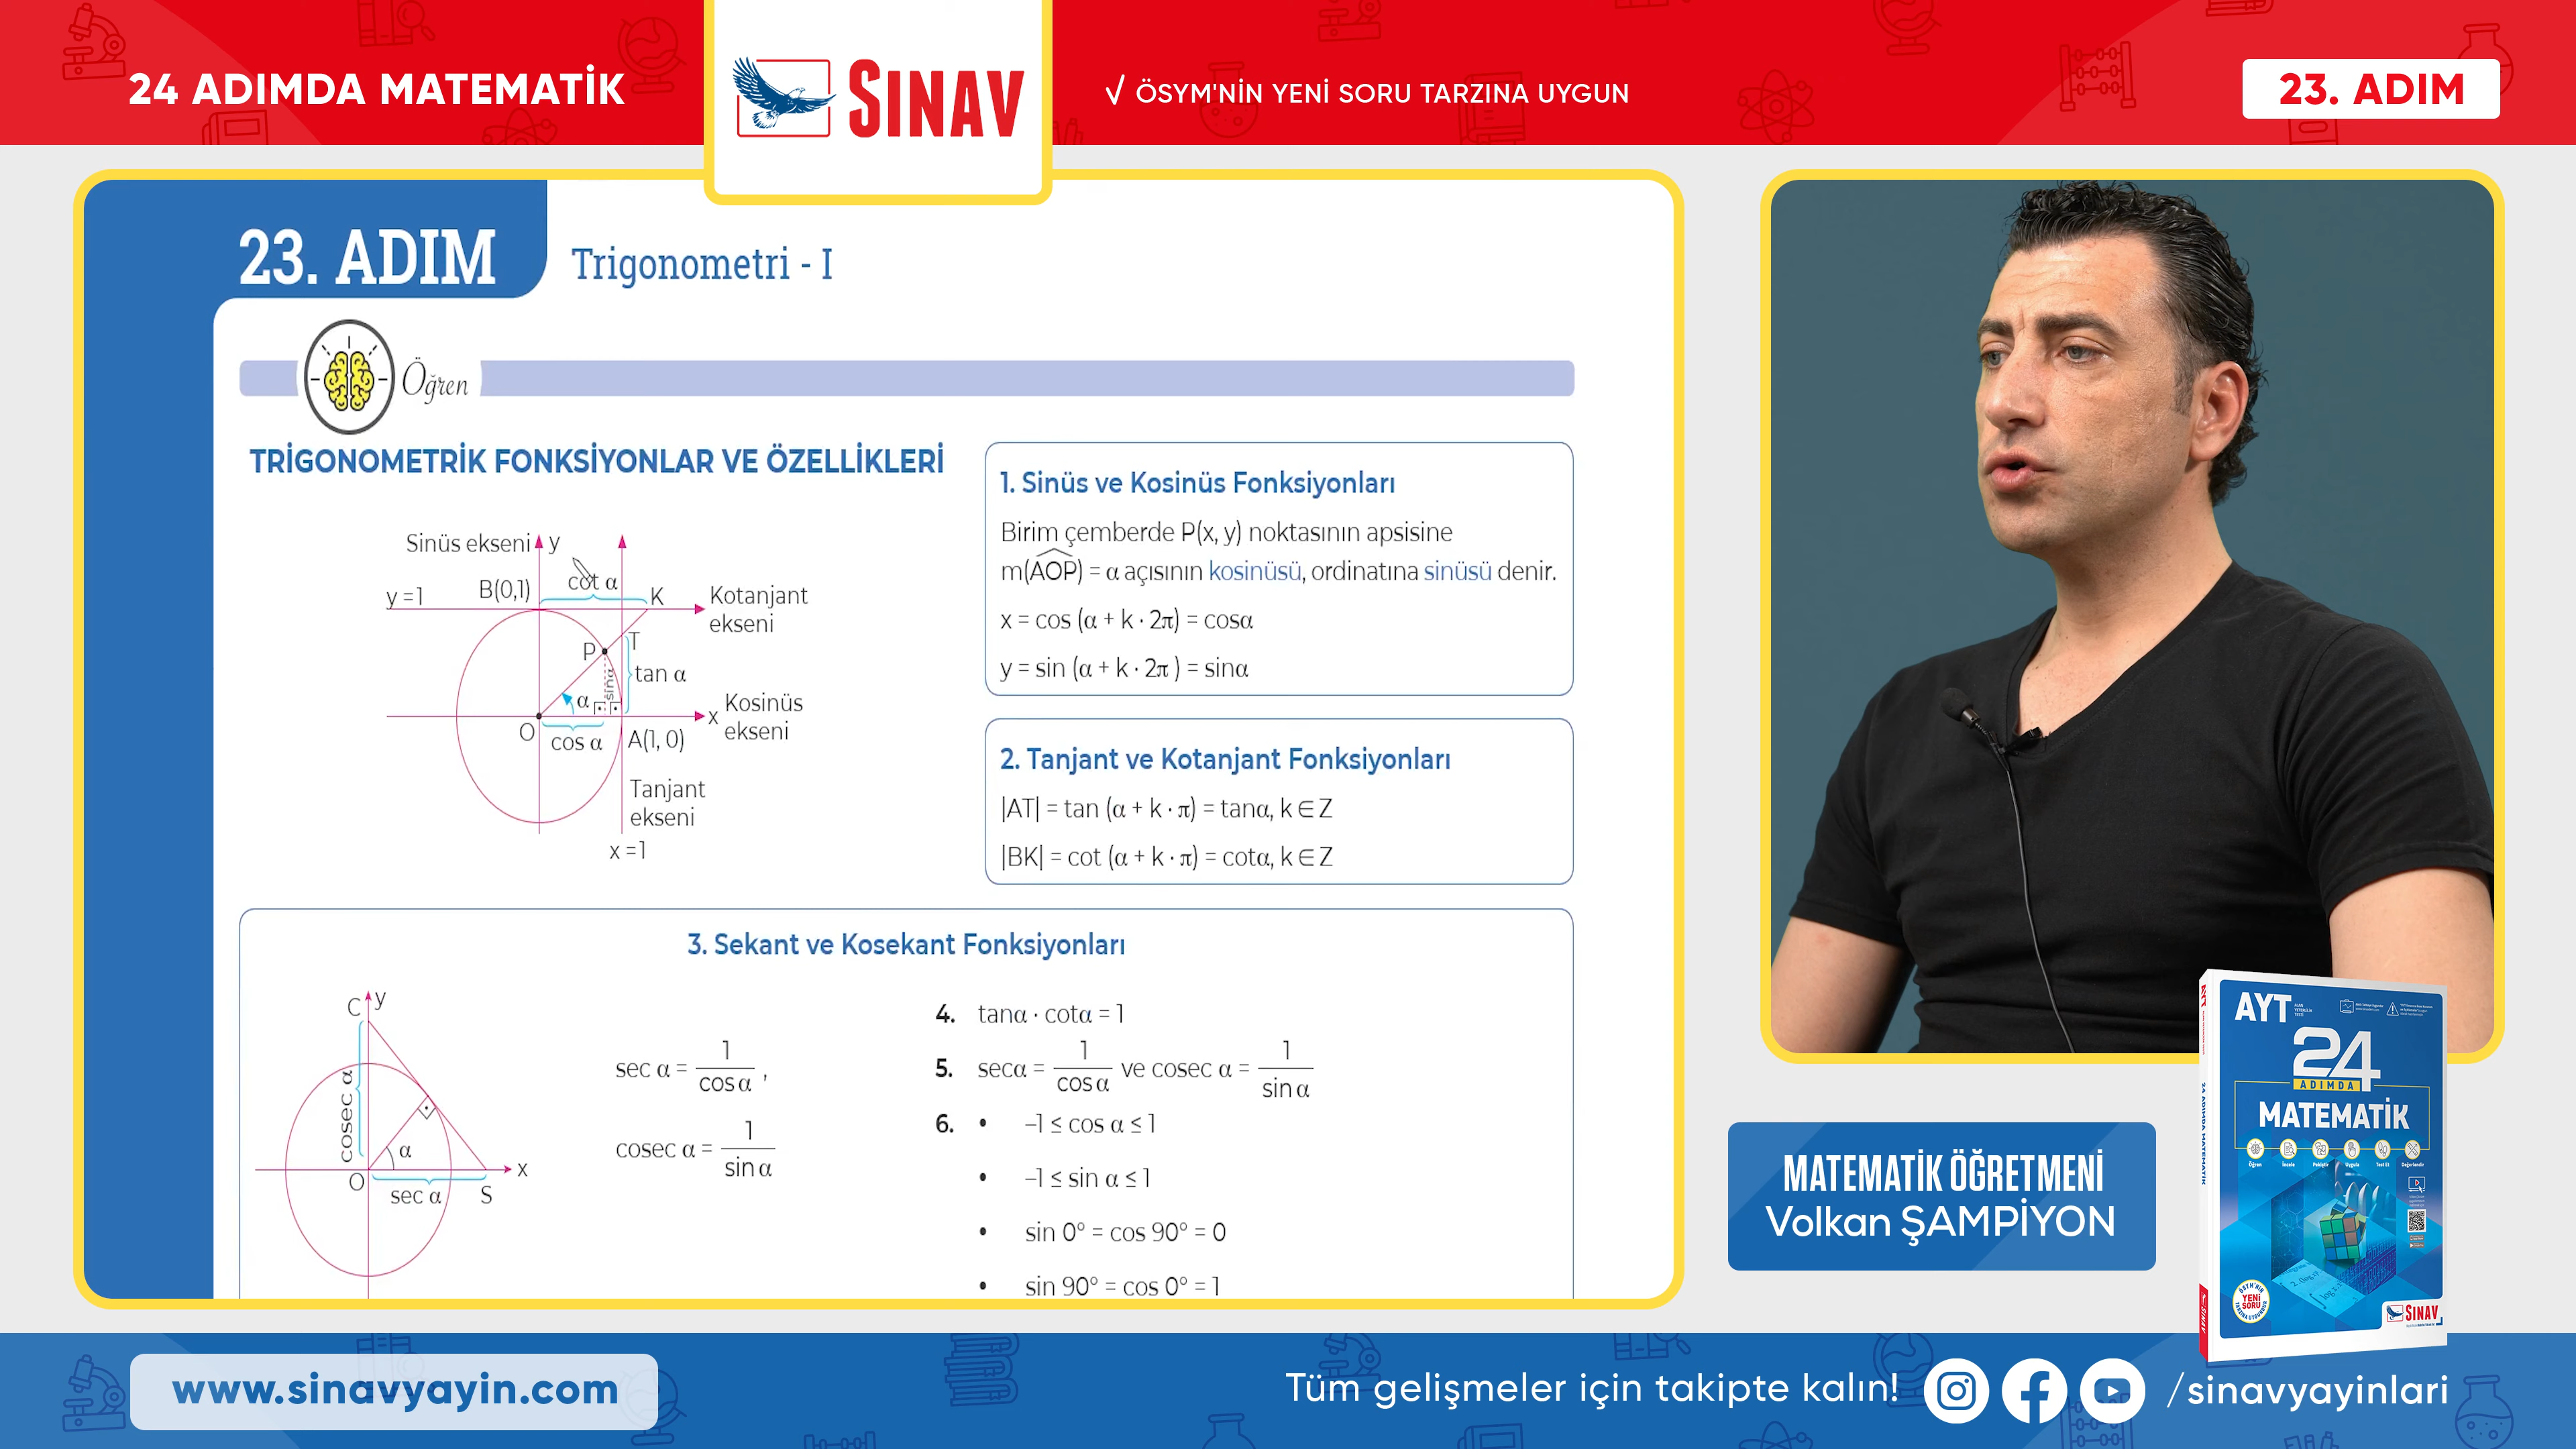 24 ADIMDA MATEMATİK
SINAV
√ ÖSYM'NİN YENİ SORU TARZINA UYGUN
23. ADIM
23. ADIM
Trigonometri - I
Öğren
TRİGONOMETRİK FONKSİYONLAR VE ÖZELLİKLERİ
Sinüs ekseni y
cot α
y =1 B(0,1) K Kotanjant
ekseni
P T
tan α
sinα
α
x Kosinüs
ekseni
O cos α A(1, 0)
Tanjant
ekseni
x =1
1. Sinüs ve Kosinüs Fonksiyonları
Birim çemberde P(x, y) noktasının apsisine
m(AOP) = α açısının kosinüsü, ordinatına sinüsü denir.
x = cos (α + k · 2π) = cosα
y = sin (α + k · 2π ) = sinα
2. Tanjant ve Kotanjant Fonksiyonları
|AT| = tan (α + k · π) = tanα, k ∈ Z
|BK| = cot (α + k · π) = cotα, k ∈ Z
3. Sekant ve Kosekant Fonksiyonları
C y
cosec α
α
x
O sec α S
sec α = 1/cos α ,
cosec α = 1/sin α
4. tanα · cotα = 1
5. secα = 1/cos α ve cosec α = 1/sin α
6. • –1 ≤ cos α ≤ 1
• –1 ≤ sin α ≤ 1
• sin 0° = cos 90° = 0
• sin 90° = cos 0° = 1
AYT
24
ADIMDA
MATEMATİK
YENİ
SORU
SINAV
24 ADIMDA MATEMATİK
MATEMATİK ÖĞRETMENİ
Volkan ŞAMPİYON
www.sinavyayin.com
Tüm gelişmeler için takipte kalın!
/sinavyayinlari